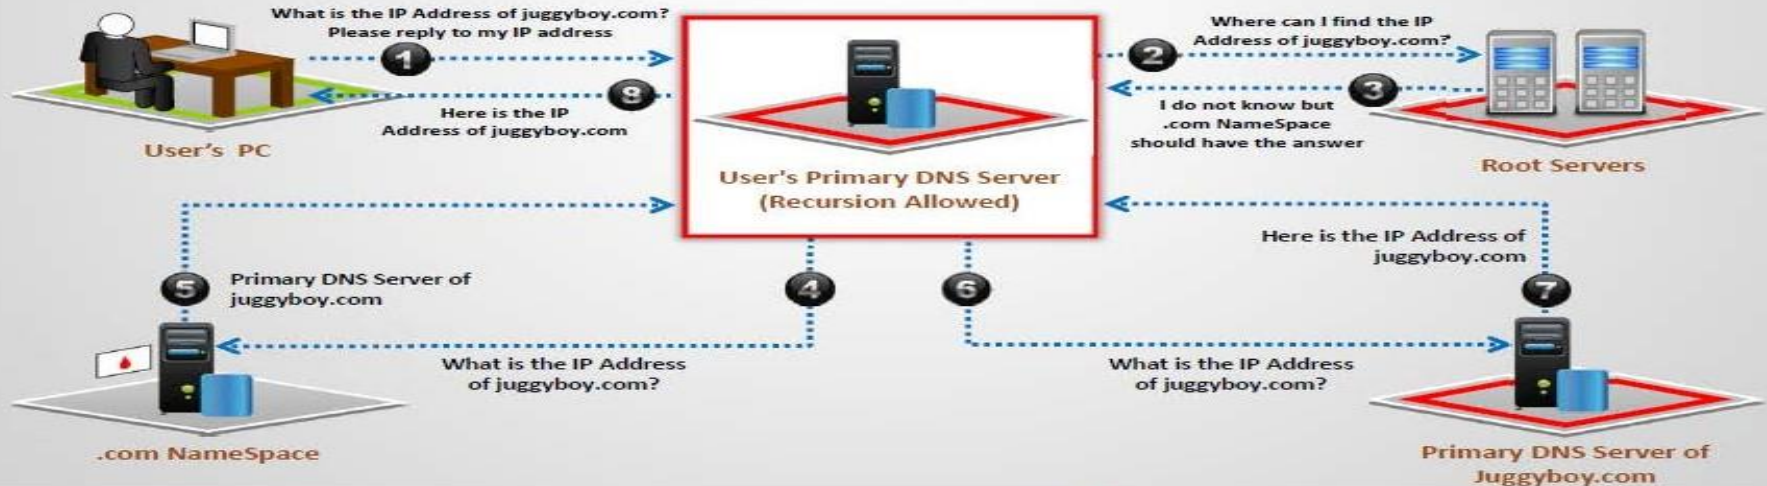 What is the IP Address of juggyboy.com?
Please reply to my IP address
1
8
Here is the IP
Address of juggyboy.com
User's PC
User's Primary DNS Server
(Recursion Allowed)
Where can I find the IP
Address of juggyboy.com?
2
3
I do not know but
.com NameSpace
should have the answer
Root Servers
5
Primary DNS Server of
juggyboy.com
4
What is the IP Address
of juggyboy.com?
.com NameSpace
6
What is the IP Address
of juggyboy.com?
Here is the IP Address of
juggyboy.com
7
Primary DNS Server of
Juggyboy.com